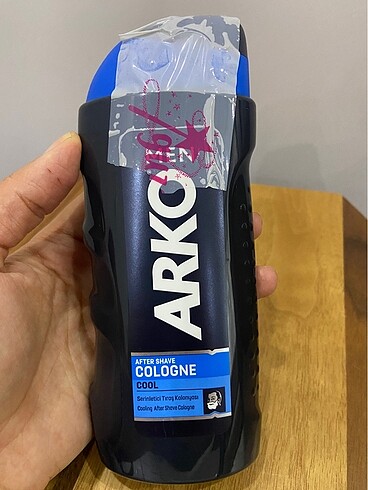 MEN
ARKO
AFTER SHAVE
COLOGNE
COOL
Serinletici Tıraş Kolonyası
Cooling After Shave Cologne